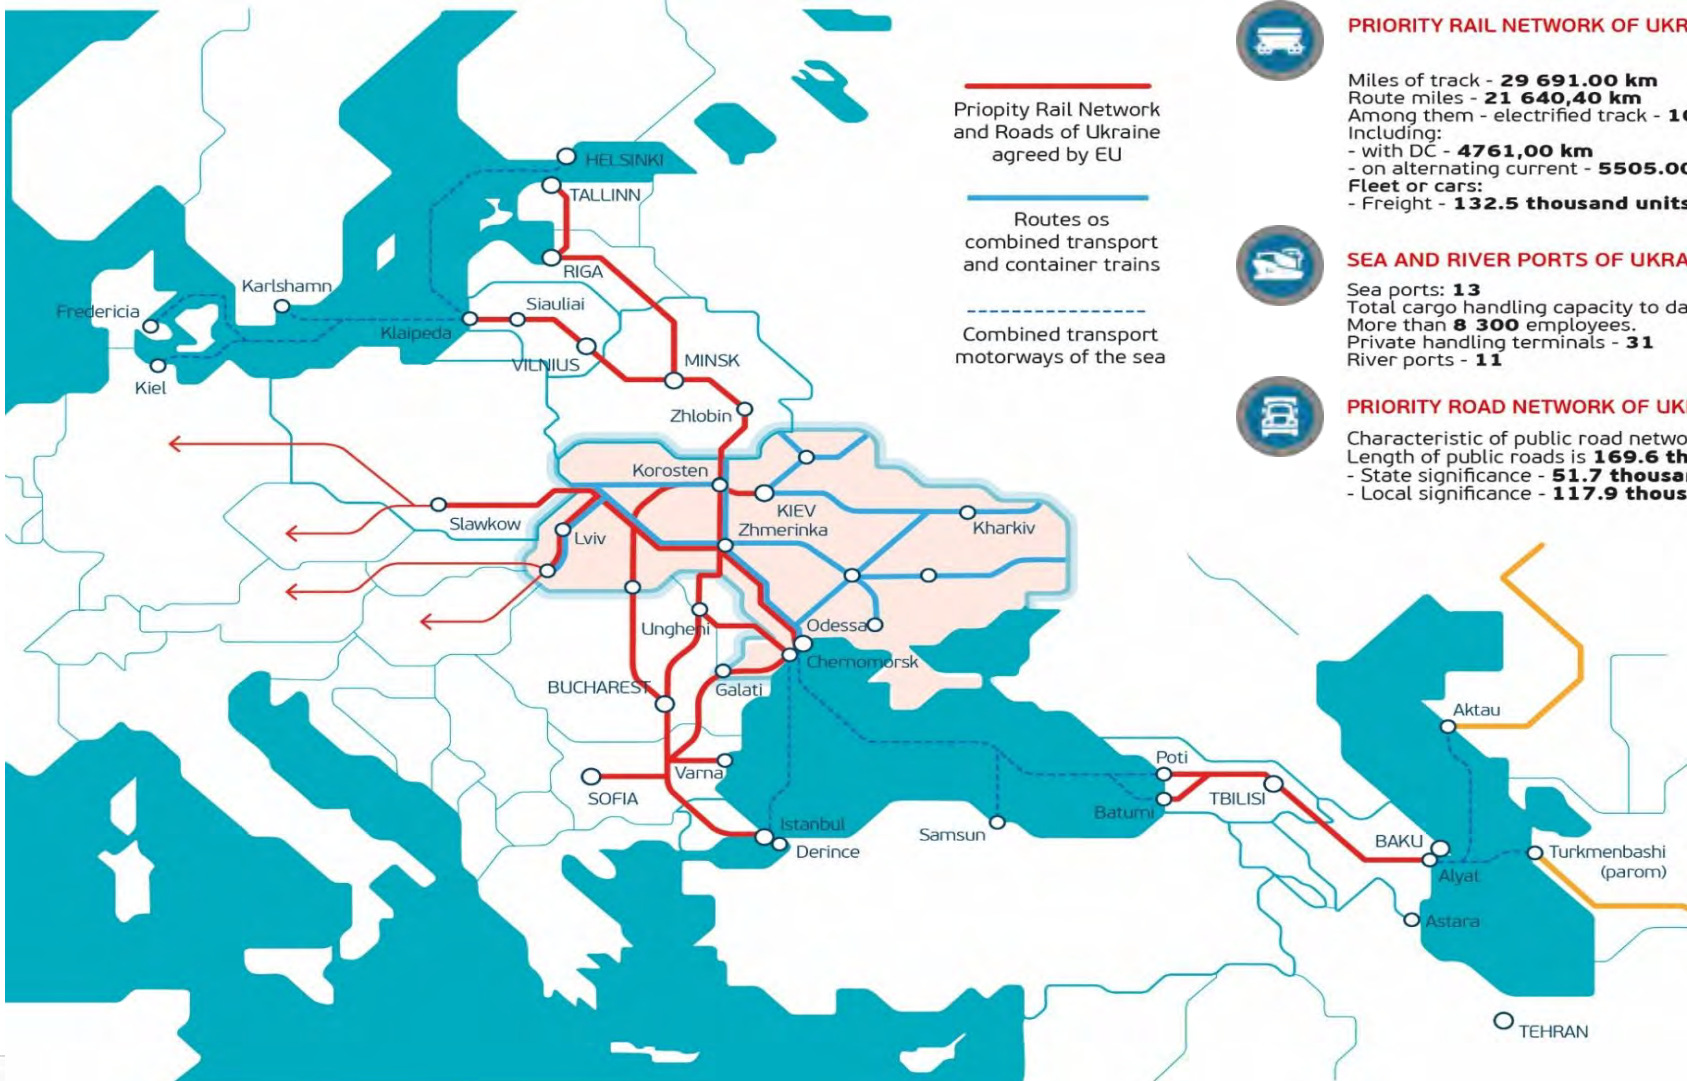 PRIORITY RAIL NETWORK OF UKR
Miles of track - 29 691.00 km
Route miles - 21 640,40 km
Among them - electrified track - 10
Including:
- with DC - 4761,00 km
- on alternating current - 5505.00
Fleet or cars:
- Freight - 132.5 thousand units
SEA AND RIVER PORTS OF UKRA
Sea ports: 13
Total cargo handling capacity to da
More than 8 300 employees.
Private handling terminals - 31
River ports - 11
PRIORITY ROAD NETWORK OF UK
Characteristic of public road netwo
Length of public roads is 169.6 th
- State significance - 51.7 thousa
- Local significance - 117.9 thous
Priopity Rail Network
and Roads of Ukraine
agreed by EU
Routes os
combined transport
and container trains
Combined transport
motorways of the sea
HELSINKI
TALLINN
RIGA
Karlshamn
Fredericia
Siauliai
Klaipeda
VILNIUS
MINSK
Kiel
Zhlobin
Korosten
KIEV
Slawkow
Lviv
Zhmerinka
Kharkiv
Ungheni
Odessa
Chernomorsk
BUCHAREST
Galati
Aktau
Varna
Poti
SOFIA
TBILISI
Batumi
Istanbul
Samsun
Derince
BAKU
Turkmenbashi
(parom)
Alyat
Astara
TEHRAN